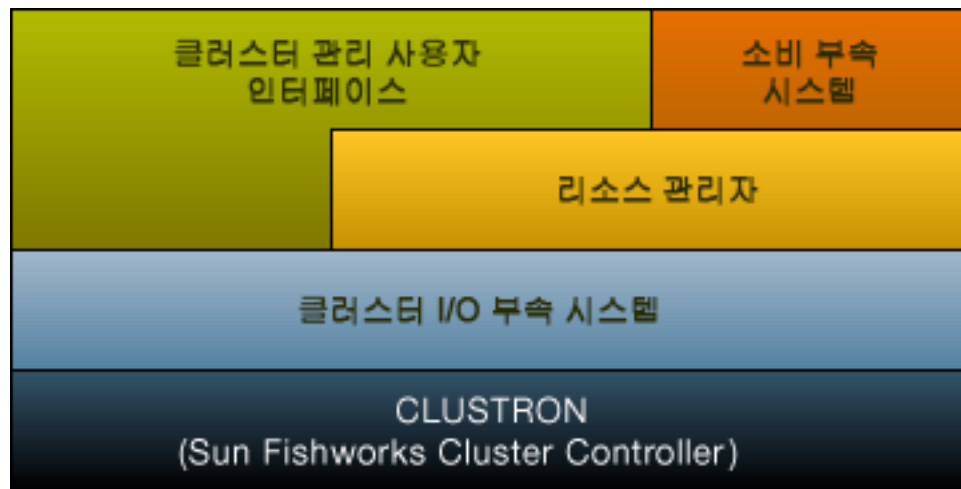 클러스터 관리 사용자
인터페이스
소비 부속
시스템
리소스 관리자
클러스터 I/O 부속 시스템
CLUSTRON
(Sun Fishworks Cluster Controller)